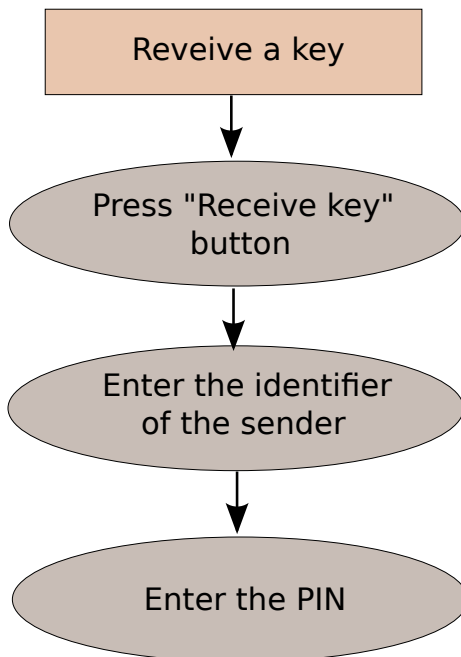 Reveive a key
Press "Receive key"
button
Enter the identifier
of the sender
Enter the PIN